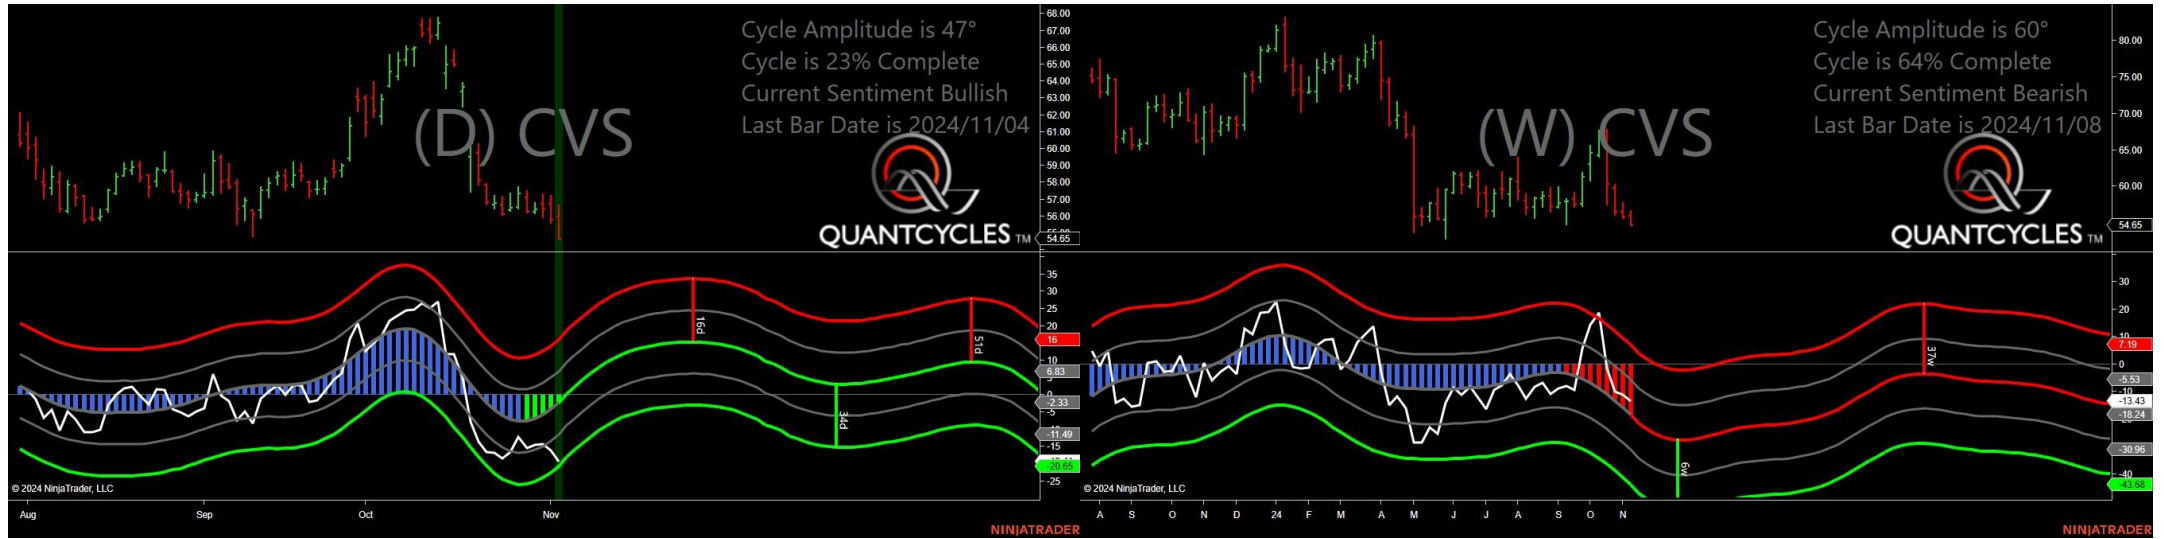 Cycle Amplitude is 47°
Cycle is 23% Complete
Current Sentiment Bullish
Last Bar Date is 2024/11/04
(D) CVS
QUANTCYCLES TM
68.00
67.00
66.00
65.00
64.00
63.00
62.00
61.00
60.00
59.00
58.00
57.00
56.00
54.65
35
30
25
20
16
10
6.83
0
-2.33
-5
-11.49
-15
-20.65
-25
16d
34d
51d
© 2024 NinjaTrader, LLC
Aug Sep Oct Nov
NINJATRADER
Cycle Amplitude is 60°
Cycle is 64% Complete
Current Sentiment Bearish
Last Bar Date is 2024/11/08
(W) CVS
QUANTCYCLES TM
80.00
75.00
70.00
65.00
60.00
54.65
30
20
10
7.19
0
-5.53
-10
-13.43
-18.24
-30.96
-40
-43.68
6w
37w
© 2024 NinjaTrader, LLC
A S O N D 24 F M A M J J A S O N
NINJATRADER